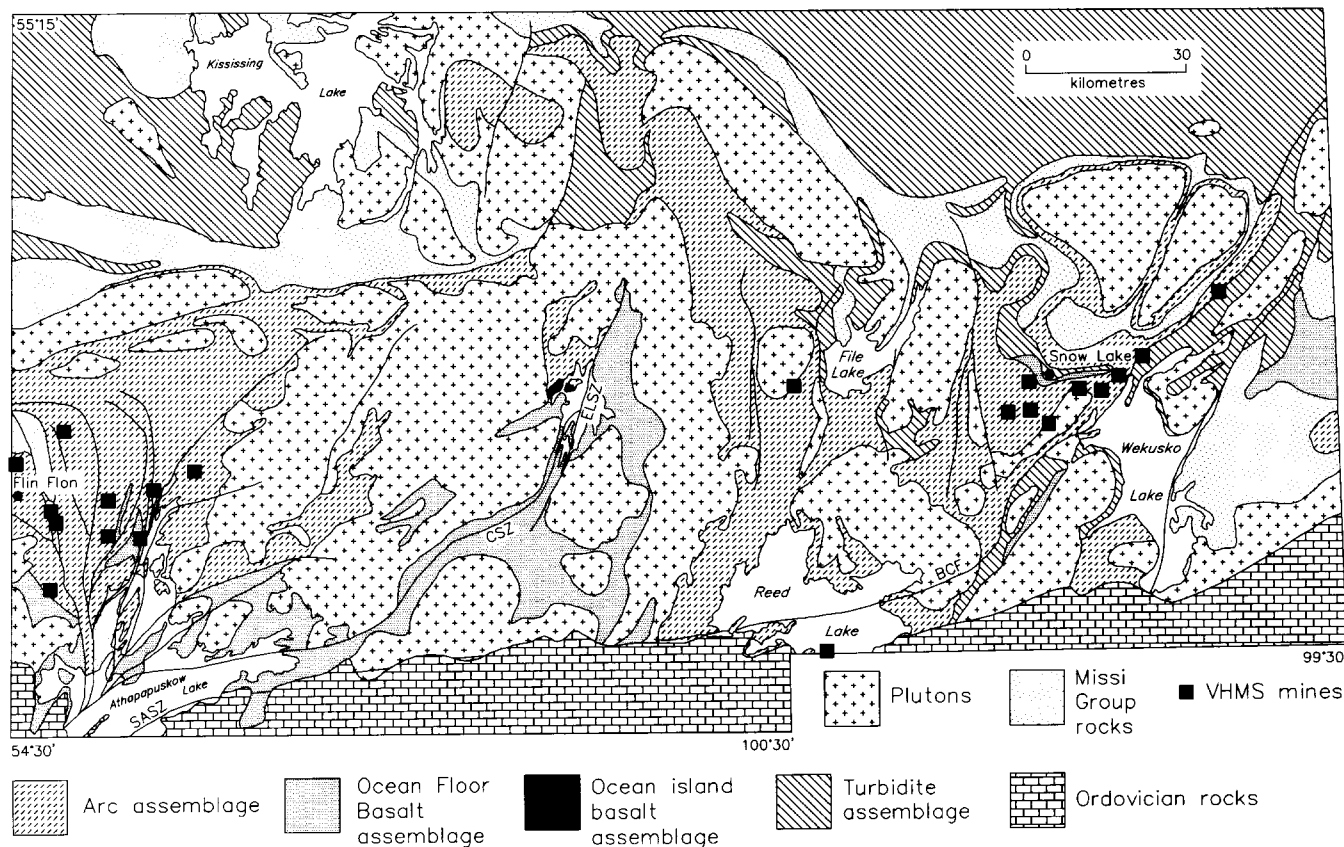 55°15'
Kississing
Lake
0 30
kilometres
File
Lake
Snow Lake
ELSZ
Flin Flon
Wekusko
Lake
CSZ
BCF
Reed
Lake
Athapapuskow
Lake
SASZ
99°30'
54°30'
100°30'
Plutons
Missi
Group
rocks
VHMS mines
Arc assemblage
Ocean Floor
Basalt
assemblage
Ocean island
basalt
assemblage
Turbidite
assemblage
Ordovician rocks